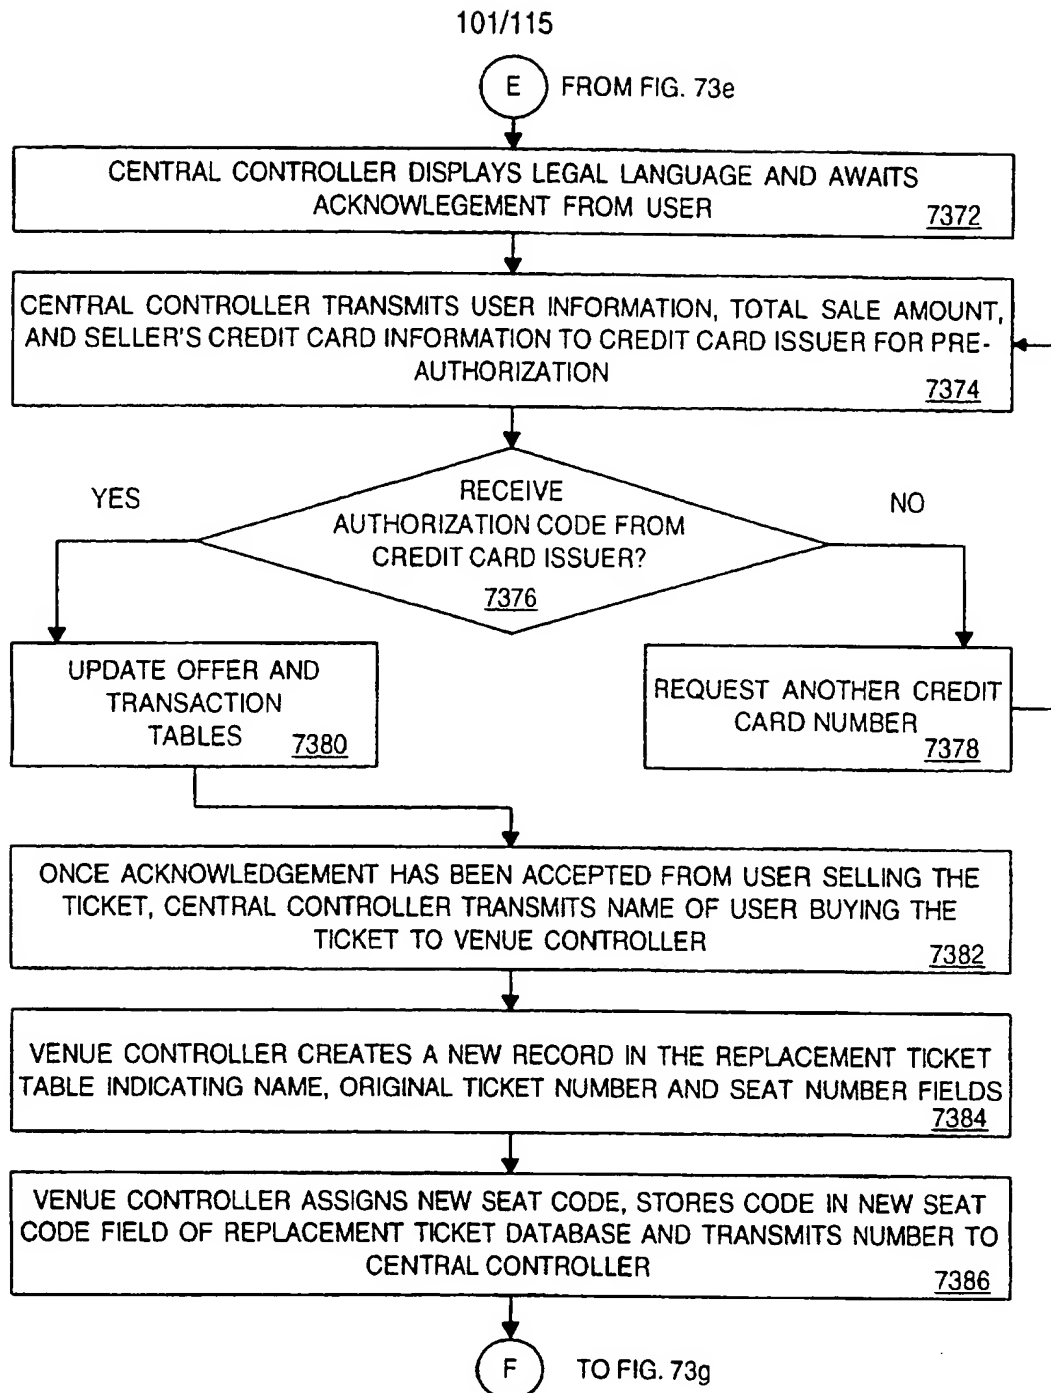 101/115
E FROM FIG. 73e
CENTRAL CONTROLLER DISPLAYS LEGAL LANGUAGE AND AWAITS
ACKNOWLEGEMENT FROM USER 7372
CENTRAL CONTROLLER TRANSMITS USER INFORMATION, TOTAL SALE AMOUNT,
AND SELLER'S CREDIT CARD INFORMATION TO CREDIT CARD ISSUER FOR PRE-
AUTHORIZATION 7374
YES
RECEIVE
AUTHORIZATION CODE FROM
CREDIT CARD ISSUER?
7376
NO
UPDATE OFFER AND
TRANSACTION
TABLES 7380
REQUEST ANOTHER CREDIT
CARD NUMBER
7378
ONCE ACKNOWLEDGEMENT HAS BEEN ACCEPTED FROM USER SELLING THE
TICKET, CENTRAL CONTROLLER TRANSMITS NAME OF USER BUYING THE
TICKET TO VENUE CONTROLLER 7382
VENUE CONTROLLER CREATES A NEW RECORD IN THE REPLACEMENT TICKET
TABLE INDICATING NAME, ORIGINAL TICKET NUMBER AND SEAT NUMBER FIELDS
7384
VENUE CONTROLLER ASSIGNS NEW SEAT CODE, STORES CODE IN NEW SEAT
CODE FIELD OF REPLACEMENT TICKET DATABASE AND TRANSMITS NUMBER TO
CENTRAL CONTROLLER 7386
F TO FIG. 73g